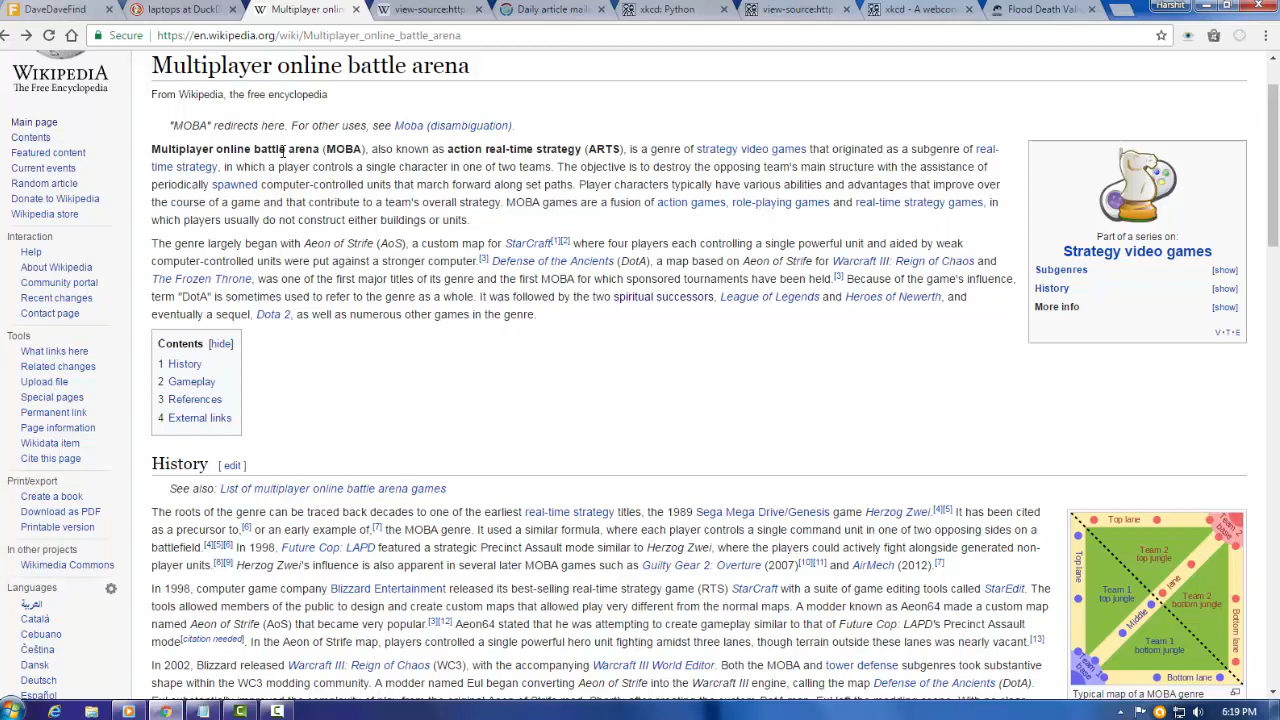 DaveDaveFind
laptops at DuckD
Multiplayer onlin
view-source:http
Daily article mail
xkcd: Python
view-source:http
xkcd - A webcom
Flood Death Vall
Harshit
Secure
https://en.wikipedia.org/wiki/Multiplayer_online_battle_arena
WIKIPEDIA
The Free Encyclopedia
Main page
Contents
Featured content
Current events
Random article
Donate to Wikipedia
Wikipedia store
Interaction
Help
About Wikipedia
Community portal
Recent changes
Contact page
Tools
What links here
Related changes
Upload file
Special pages
Permanent link
Page information
Wikidata item
Cite this page
Print/export
Create a book
Download as PDF
Printable version
In other projects
Wikimedia Commons
Languages
العربية
Català
Cebuano
Čeština
Dansk
Deutsch
Español
Multiplayer online battle arena
From Wikipedia, the free encyclopedia
"MOBA" redirects here. For other uses, see Moba (disambiguation).
Multiplayer online battle arena (MOBA), also known as action real-time strategy (ARTS), is a genre of strategy video games that originated as a subgenre of real-
time strategy, in which a player controls a single character in one of two teams. The objective is to destroy the opposing team's main structure with the assistance of
periodically spawned computer-controlled units that march forward along set paths. Player characters typically have various abilities and advantages that improve over
the course of a game and that contribute to a team's overall strategy. MOBA games are a fusion of action games, role-playing games and real-time strategy games, in
which players usually do not construct either buildings or units.
The genre largely began with Aeon of Strife (AoS), a custom map for StarCraft[1][2] where four players each controlling a single powerful unit and aided by weak
computer-controlled units were put against a stronger computer.[3] Defense of the Ancients (DotA), a map based on Aeon of Strife for Warcraft III: Reign of Chaos and
The Frozen Throne, was one of the first major titles of its genre and the first MOBA for which sponsored tournaments have been held.[3] Because of the game's influence,
term "DotA" is sometimes used to refer to the genre as a whole. It was followed by the two spiritual successors, League of Legends and Heroes of Newerth, and
eventually a sequel, Dota 2, as well as numerous other games in the genre.
Part of a series on:
Strategy video games
Subgenres [show]
History [show]
More info [show]
V·T·E
Contents [hide]
1 History
2 Gameplay
3 References
4 External links
History [ edit ]
See also: List of multiplayer online battle arena games
The roots of the genre can be traced back decades to one of the earliest real-time strategy titles, the 1989 Sega Mega Drive/Genesis game Herzog Zwei.[4][5] It has been cited
as a precursor to,[6] or an early example of,[7] the MOBA genre. It used a similar formula, where each player controls a single command unit in one of two opposing sides on a
battlefield.[4][5][6] In 1998, Future Cop: LAPD featured a strategic Precinct Assault mode similar to Herzog Zwei, where the players could actively fight alongside generated non-
player units.[8][9] Herzog Zwei's influence is also apparent in several later MOBA games such as Guilty Gear 2: Overture (2007)[10][11] and AirMech (2012).[7]
In 1998, computer game company Blizzard Entertainment released its best-selling real-time strategy game (RTS) StarCraft with a suite of game editing tools called StarEdit. The
tools allowed members of the public to design and create custom maps that allowed play very different from the normal maps. A modder known as Aeon64 made a custom map
named Aeon of Strife (AoS) that became very popular.[3][12] Aeon64 stated that he was attempting to create gameplay similar to that of Future Cop: LAPD's Precinct Assault
mode[citation needed]. In the Aeon of Strife map, players controlled a single powerful hero unit fighting amidst three lanes, though terrain outside these lanes was nearly vacant.[13]
In 2002, Blizzard released Warcraft III: Reign of Chaos (WC3), with the accompanying Warcraft III World Editor. Both the MOBA and tower defense subgenres took substantive
shape within the WC3 modding community. A modder named Eul began converting Aeon of Strife into the Warcraft III engine, calling the map Defense of the Ancients (DotA).
Top lane
Team 2
base
Team 2
top jungle
Top lane
Team 1
top jungle
Middle lane
Team 2
bottom jungle
Bottom lane
Team 1
bottom jungle
Team 1
base
Bottom lane
Typical map of a MOBA genre
6:19 PM